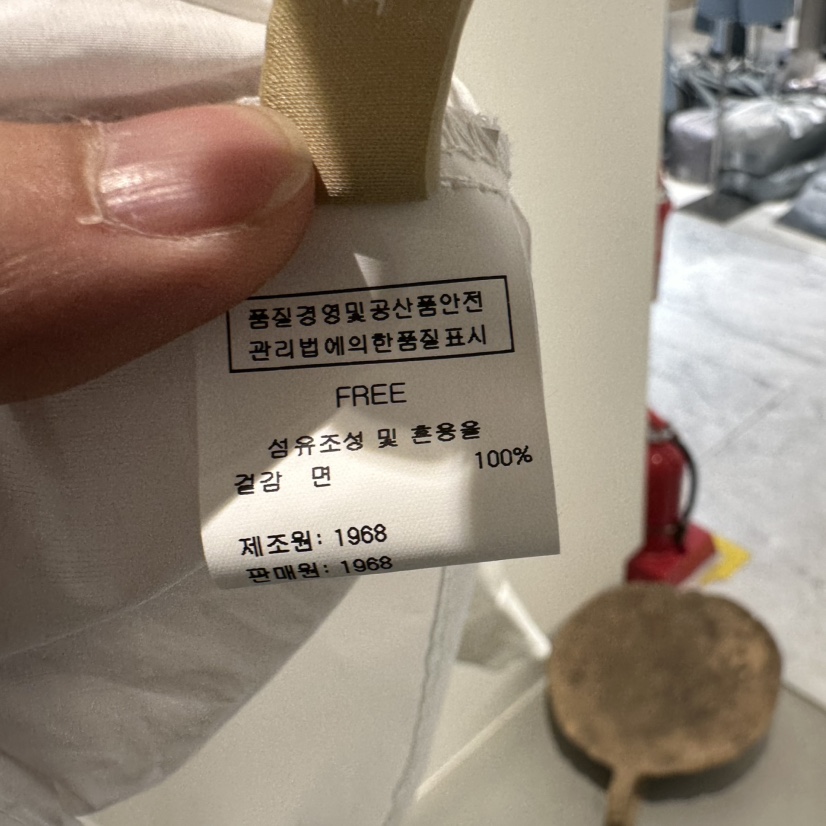 품질경영및공산품안전
관리법에의한품질표시
FREE
섬유조성 및 혼용율
겉감 면 100%
제조원: 1968
판매원: 1968